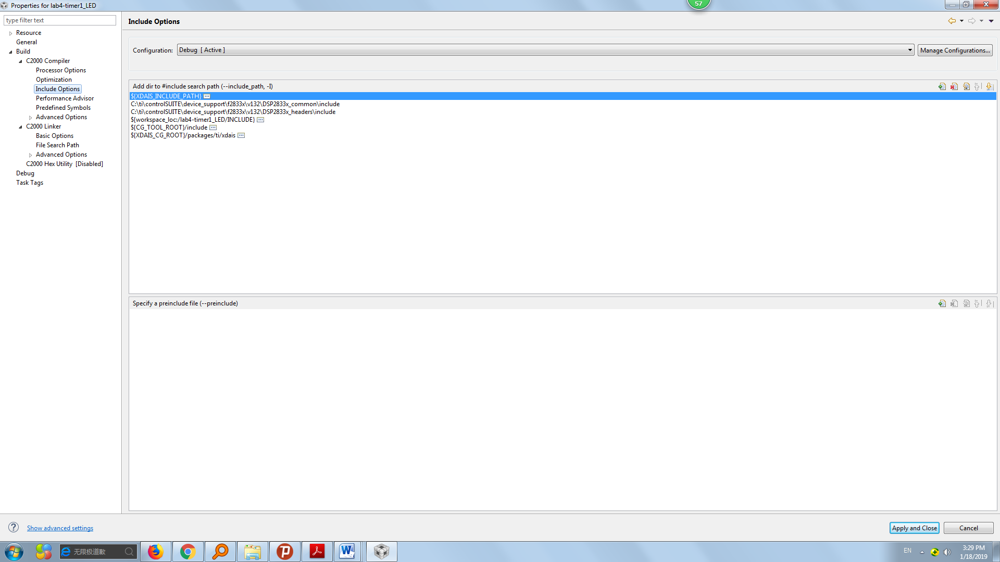 Properties for lab4-timer1_LED
57
type filter text
Resource
General
Build
C2000 Compiler
Processor Options
Optimization
Include Options
Performance Advisor
Predefined Symbols
Advanced Options
C2000 Linker
Basic Options
File Search Path
Advanced Options
C2000 Hex Utility [Disabled]
Debug
Task Tags
Include Options
Configuration:
Debug [ Active ]
Manage Configurations...
Add dir to #include search path (--include_path, -I)
${XDAIS_INCLUDE_PATH}
C:\ti\controlSUITE\device_support\f2833x\v132\DSP2833x_common\include
C:\ti\controlSUITE\device_support\f2833x\v132\DSP2833x_headers\include
${workspace_loc:/lab4-timer1_LED/INCLUDE}
${CG_TOOL_ROOT}/include
${XDAIS_CG_ROOT}/packages/ti/xdais
Specify a preinclude file (--preinclude)
Show advanced settings
Apply and Close
Cancel
无限极道歉
EN
3:29 PM
1/18/2019